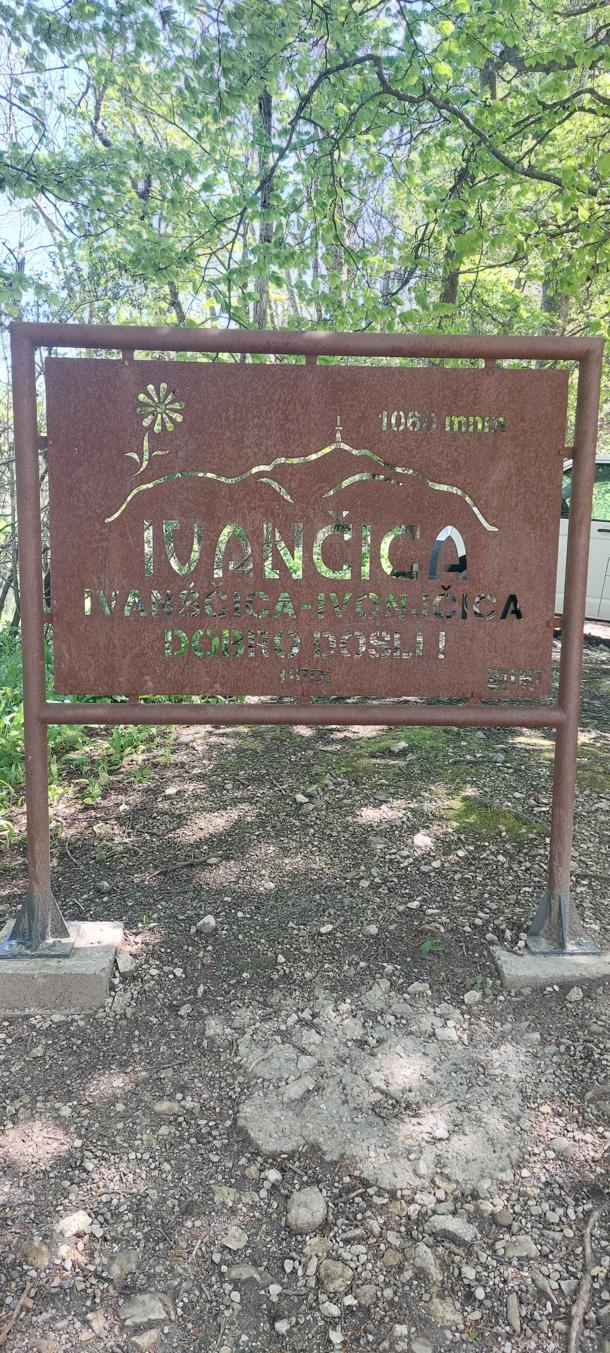 1060 mnm
IVANČICA
IVANŠČICA-IVONJČICA
DOBRO DOŠLI !